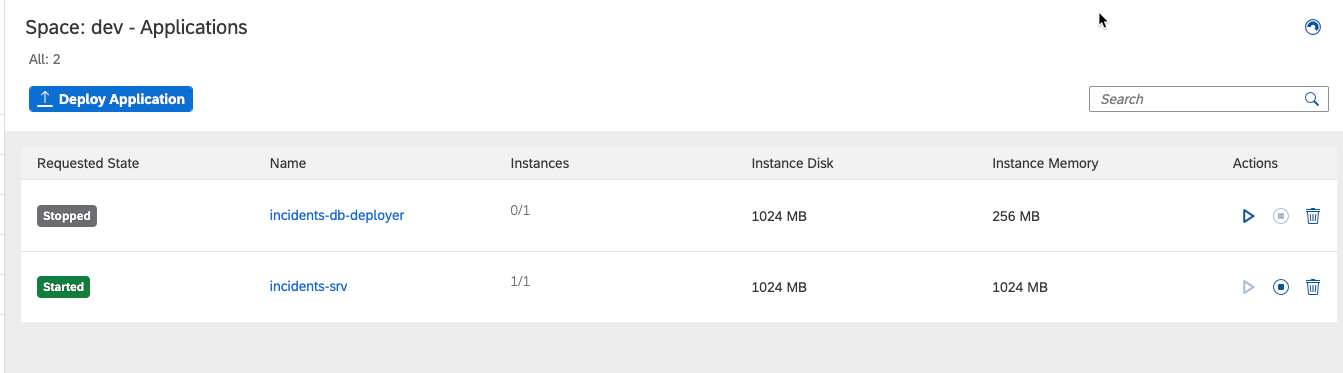 Space: dev - Applications
All: 2
Deploy Application
Search
Requested State Name Instances Instance Disk Instance Memory Actions
Stopped incidents-db-deployer 0/1 1024 MB 256 MB
Started incidents-srv 1/1 1024 MB 1024 MB